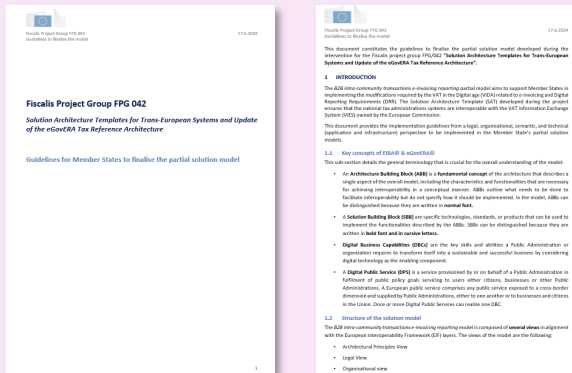 Fiscalis Project Group FPG 042
Guidelines to finalise the model
17.6.2024
Fiscalis Project Group FPG 042
Solution Architecture Templates for Trans-European Systems and Update
of the eGovERA Tax Reference Architecture
Guidelines for Member States to finalise the partial solution model
1
Fiscalis Project Group FPG 042
Guidelines to finalise the model
17.6.2024
This document constitutes the guidelines to finalise the partial solution model developed during the
intervention for the Fiscalis project group FPG/042 "Solution Architecture Templates for Trans-European
Systems and Update of the eGovERA Tax Reference Architecture".
1 INTRODUCTION
The B2B intra-community transactions e-invoicing reporting partial model aims to support Member States in
implementing the modifications required by the VAT in the Digital age (ViDA) related to e-invoicing and Digital
Reporting Requirements (DRR). The Solution Architecture Template (SAT) developed during the project
ensures that the national tax administrations systems are interoperable with the VAT Information Exchange
System (VIES) owned by the European Commission.
This document provides the implementation guidelines from a legal, organisational, semantic, and technical
(application and infrastructure) perspective to be implemented in the Member State's partial solution
models.
1.1 Key concepts of EIRA© & eGovERA©
This sub-section details the general terminology that is crucial for the overall understanding of the model:
• An Architecture Building Block (ABB) is a fundamental concept of the architecture that describes a
single aspect of the overall model, including the characteristics and functionalities that are necessary
for achieving interoperability in a conceptual manner. ABBs outline what needs to be done to
facilitate interoperability but do not specify how it should be implemented. In the model, ABBs can
be distinguished because they are written in normal font.
• A Solution Building Block (SBB) are specific technologies, standards, or products that can be used to
implement the functionalities described by the ABBs. SBBs can be distinguished because they are
written in bold font and in cursive letters.
• Digital Business Capabilities (DBCs) are the key skills and abilities a Public Administration or
organisation requires to transform itself into a sustainable and successful business by considering
digital technology as the enabling component.
• A Digital Public Service (DPS) is a service provisioned by or on behalf of a Public Administration in
fulfilment of public policy goals servicing to users either citizens, businesses or other Public
Administrations. A European public service comprises any public service exposed to a cross-border
dimension and supplied by Public Administrations, either to one another or to businesses and citizens
in the Union. Once or more Digital Public Services can realise one DBC.
1.2 Structure of the solution model
The B2B intra-community transactions e-invoicing reporting model is composed of several views in alignment
with the European Interoperability Framework (EIF) layers. The views of the model are the following:
• Architectural Principles View
• Legal View
• Organisational view